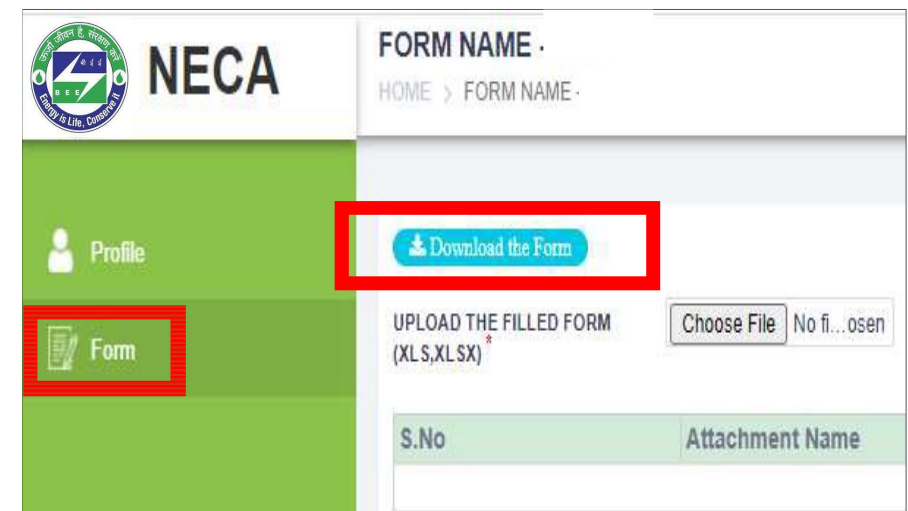 ऊर्जा जीवन है, संरक्षण करें
बी ई ई
BEE
Energy is Life, Conserve it
NECA
FORM NAME -
HOME > FORM NAME -
Profile
Form
Download the Form
UPLOAD THE FILLED FORM
(XLS,XLSX) *
Choose File No fi...osen
S.No Attachment Name